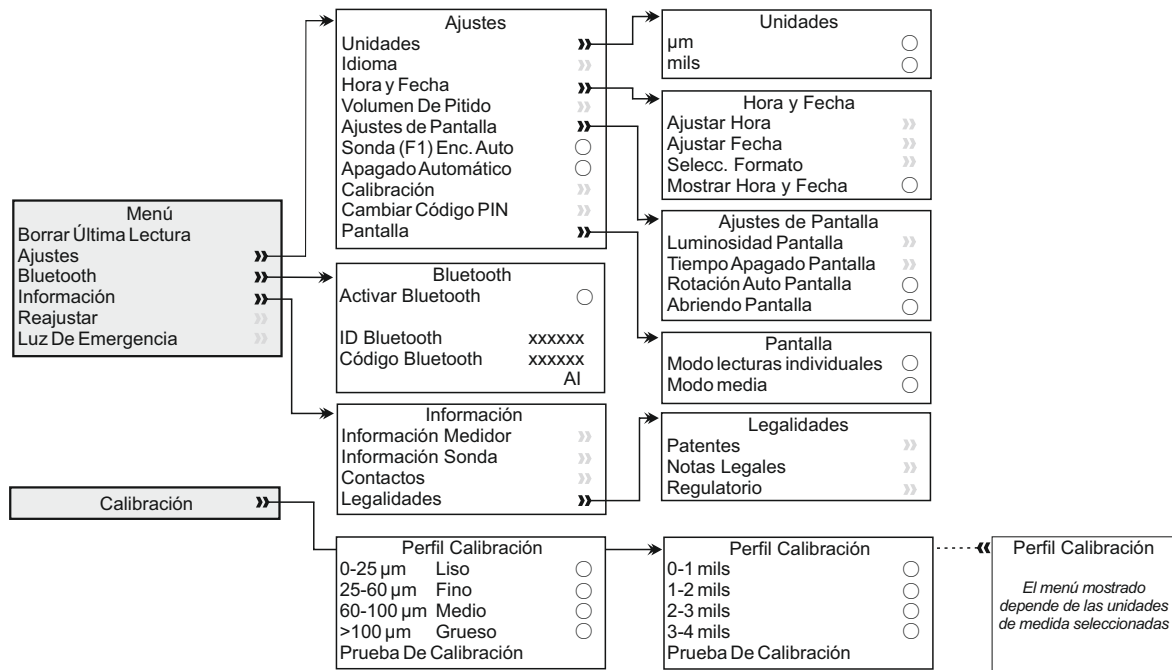 Menú
Borrar Última Lectura
Ajustes
Bluetooth
Información
Reajustar
Luz De Emergencia
Calibración
Ajustes
Unidades
Idioma
Hora y Fecha
Volumen De Pitido
Ajustes de Pantalla
Sonda (F1) Enc. Auto
Apagado Automático
Calibración
Cambiar Código PIN
Pantalla
Bluetooth
Activar Bluetooth
ID Bluetooth xxxxxx
Código Bluetooth xxxxxx
AI
Información
Información Medidor
Información Sonda
Contactos
Legalidades
Unidades
µm
mils
Hora y Fecha
Ajustar Hora
Ajustar Fecha
Selecc. Formato
Mostrar Hora y Fecha
Ajustes de Pantalla
Luminosidad Pantalla
Tiempo Apagado Pantalla
Rotación Auto Pantalla
Abriendo Pantalla
Pantalla
Modo lecturas individuales
Modo media
Legalidades
Patentes
Notas Legales
Regulatorio
Perfil Calibración
0-25 µm Liso
25-60 µm Fino
60-100 µm Medio
>100 µm Grueso
Prueba De Calibración
Perfil Calibración
0-1 mils
1-2 mils
2-3 mils
3-4 mils
Prueba De Calibración
Perfil Calibración
El menú mostrado
depende de las unidades
de medida seleccionadas